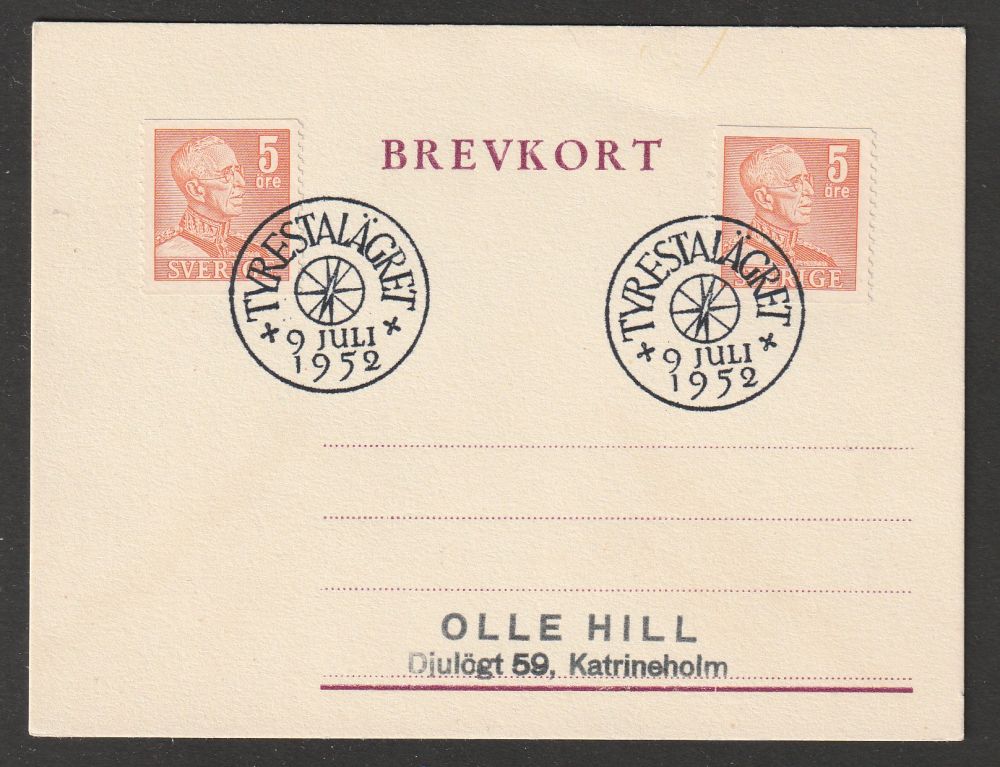 BREVKORT
5
öre
SVERIGE
5
öre
SVERIGE
TYRESTALÄGRET
9 JULI
1952
TYRESTALÄGRET
9 JULI
1952
OLLE HILL
Djulögt 59, Katrineholm